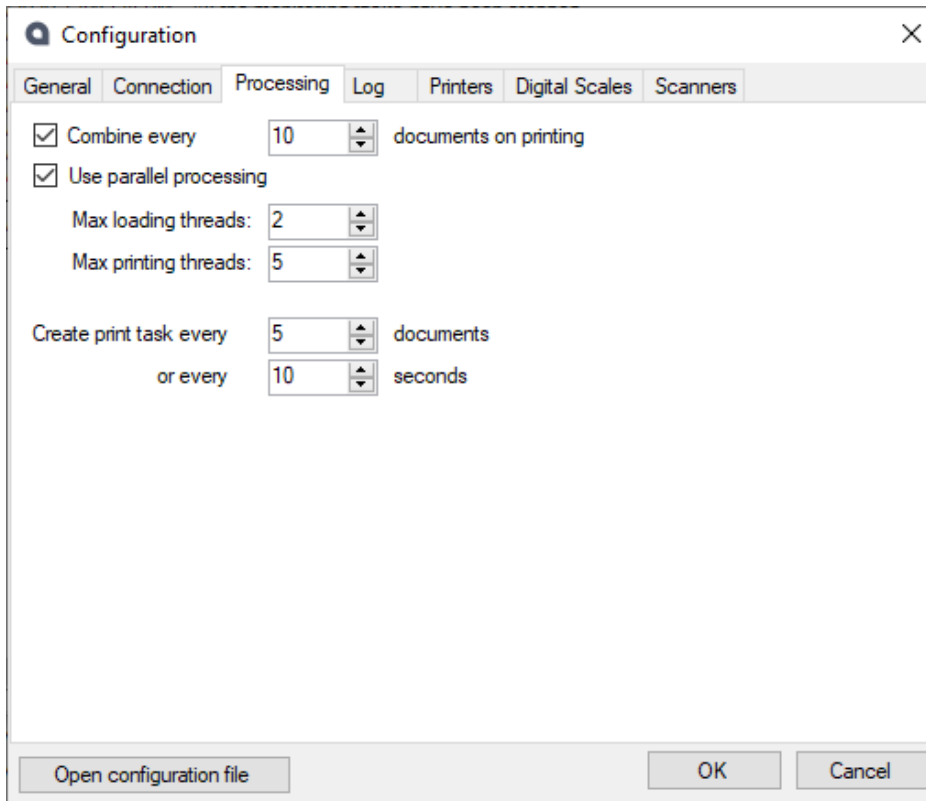 Configuration
General Connection Processing Log Printers Digital Scales Scanners
Combine every 10 documents on printing
Use parallel processing
Max loading threads: 2
Max printing threads: 5
Create print task every 5 documents
or every 10 seconds
Open configuration file OK Cancel